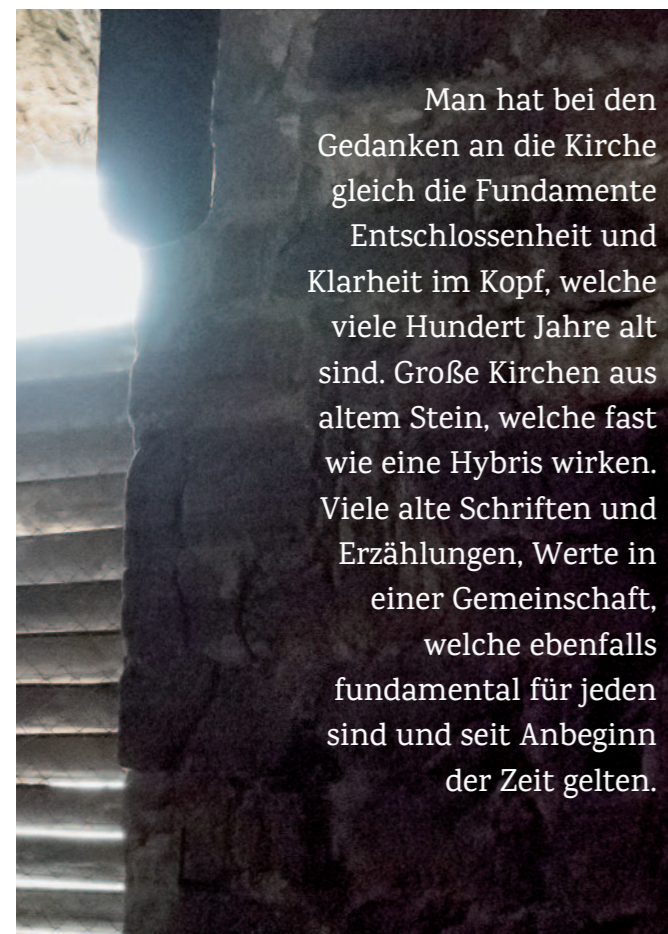 Man hat bei den
Gedanken an die Kirche
gleich die Fundamente
Entschlossenheit und
Klarheit im Kopf, welche
viele Hundert Jahre alt
sind. Große Kirchen aus
altem Stein, welche fast
wie eine Hybris wirken.
Viele alte Schriften und
Erzählungen, Werte in
einer Gemeinschaft,
welche ebenfalls
fundamental für jeden
sind und seit Anbeginn
der Zeit gelten.